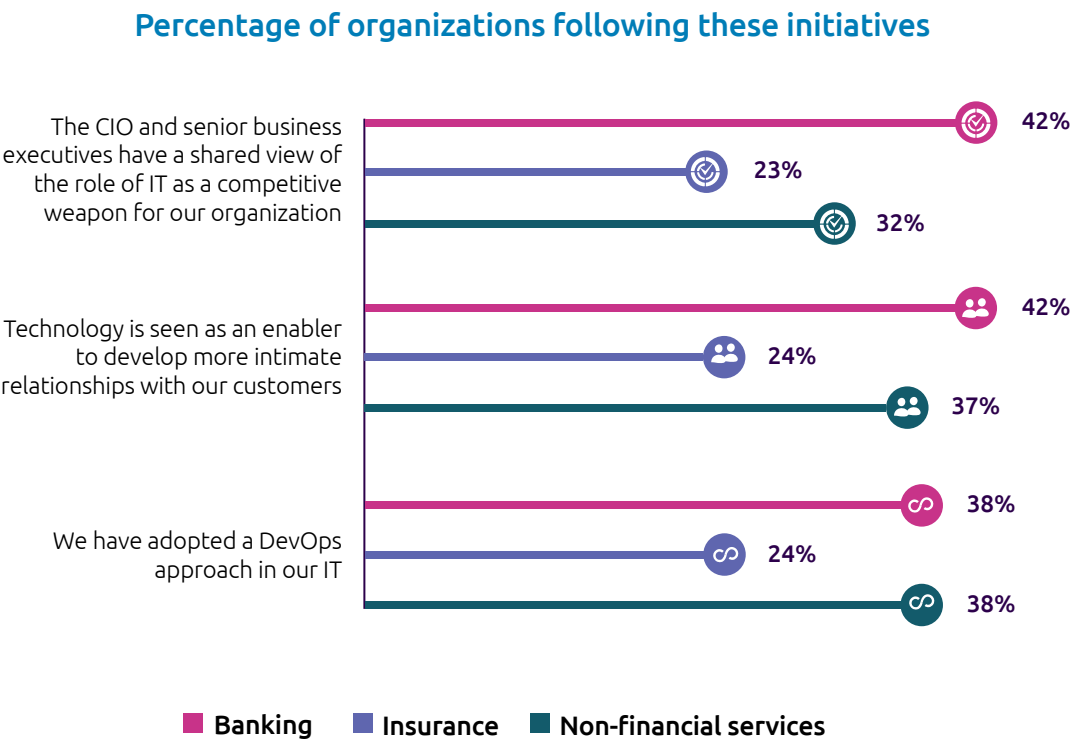 Percentage of organizations following these initiatives
The CIO and senior business
executives have a shared view of
the role of IT as a competitive
weapon for our organization
42%
23%
32%
Technology is seen as an enabler
to develop more intimate
relationships with our customers
42%
24%
37%
We have adopted a DevOps
approach in our IT
38%
24%
38%
Banking
Insurance
Non-financial services